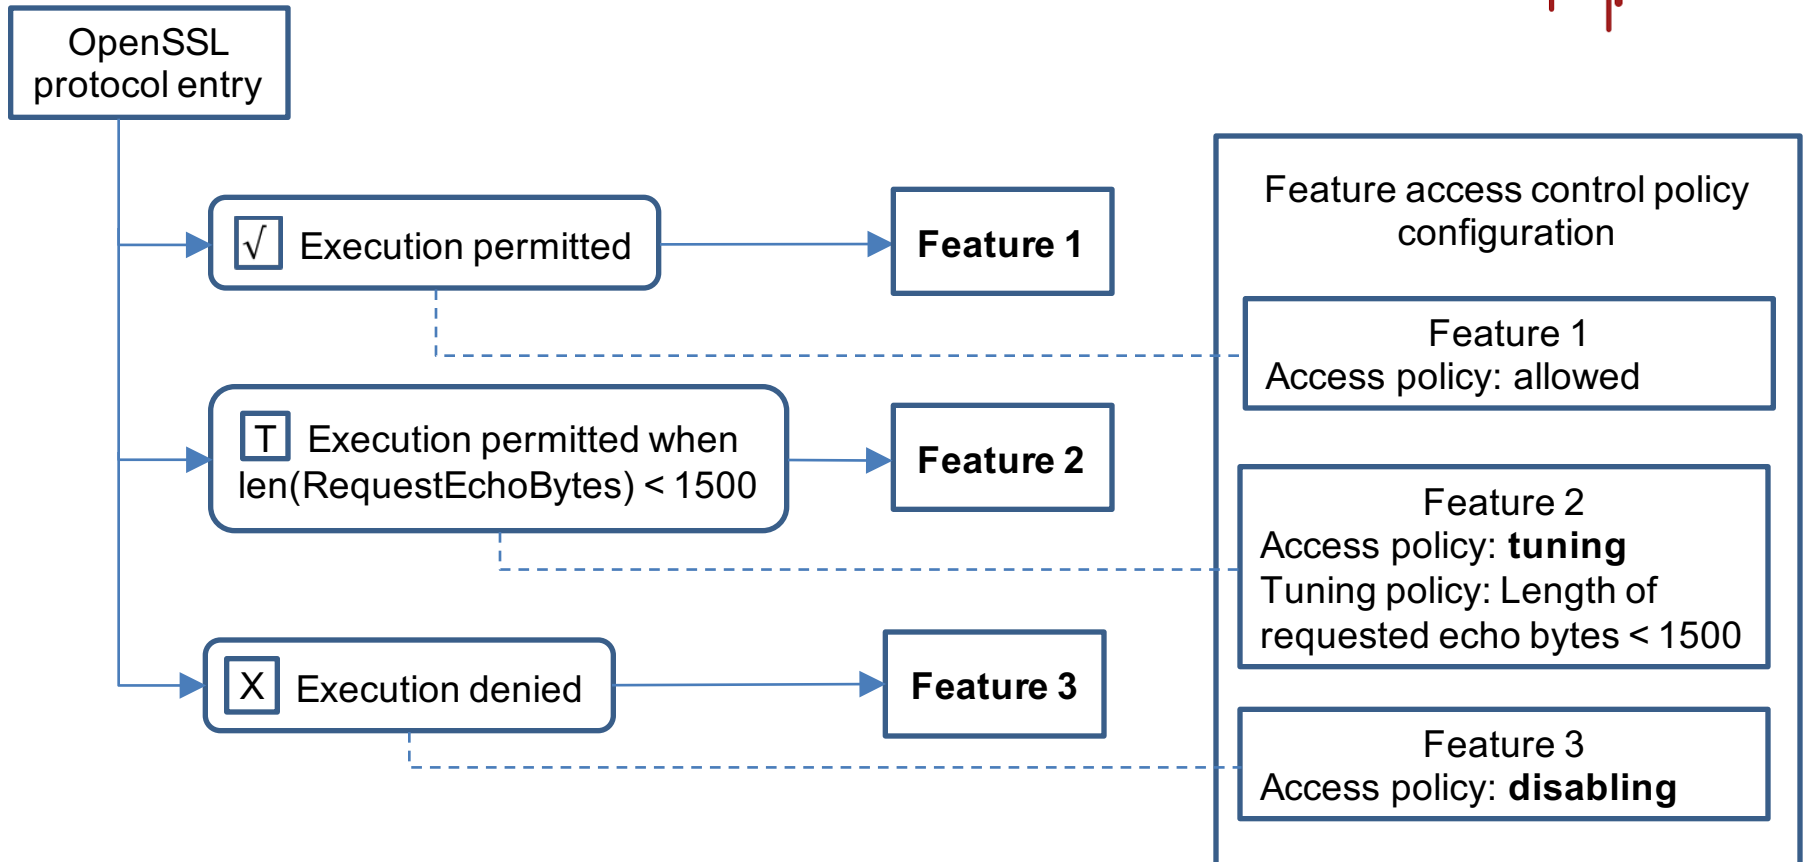 OpenSSL
protocol entry
√ Execution permitted
Feature 1
T Execution permitted when
len(RequestEchoBytes) < 1500
Feature 2
X Execution denied
Feature 3
Feature access control policy
configuration
Feature 1
Access policy: allowed
Feature 2
Access policy: tuning
Tuning policy: Length of
requested echo bytes < 1500
Feature 3
Access policy: disabling